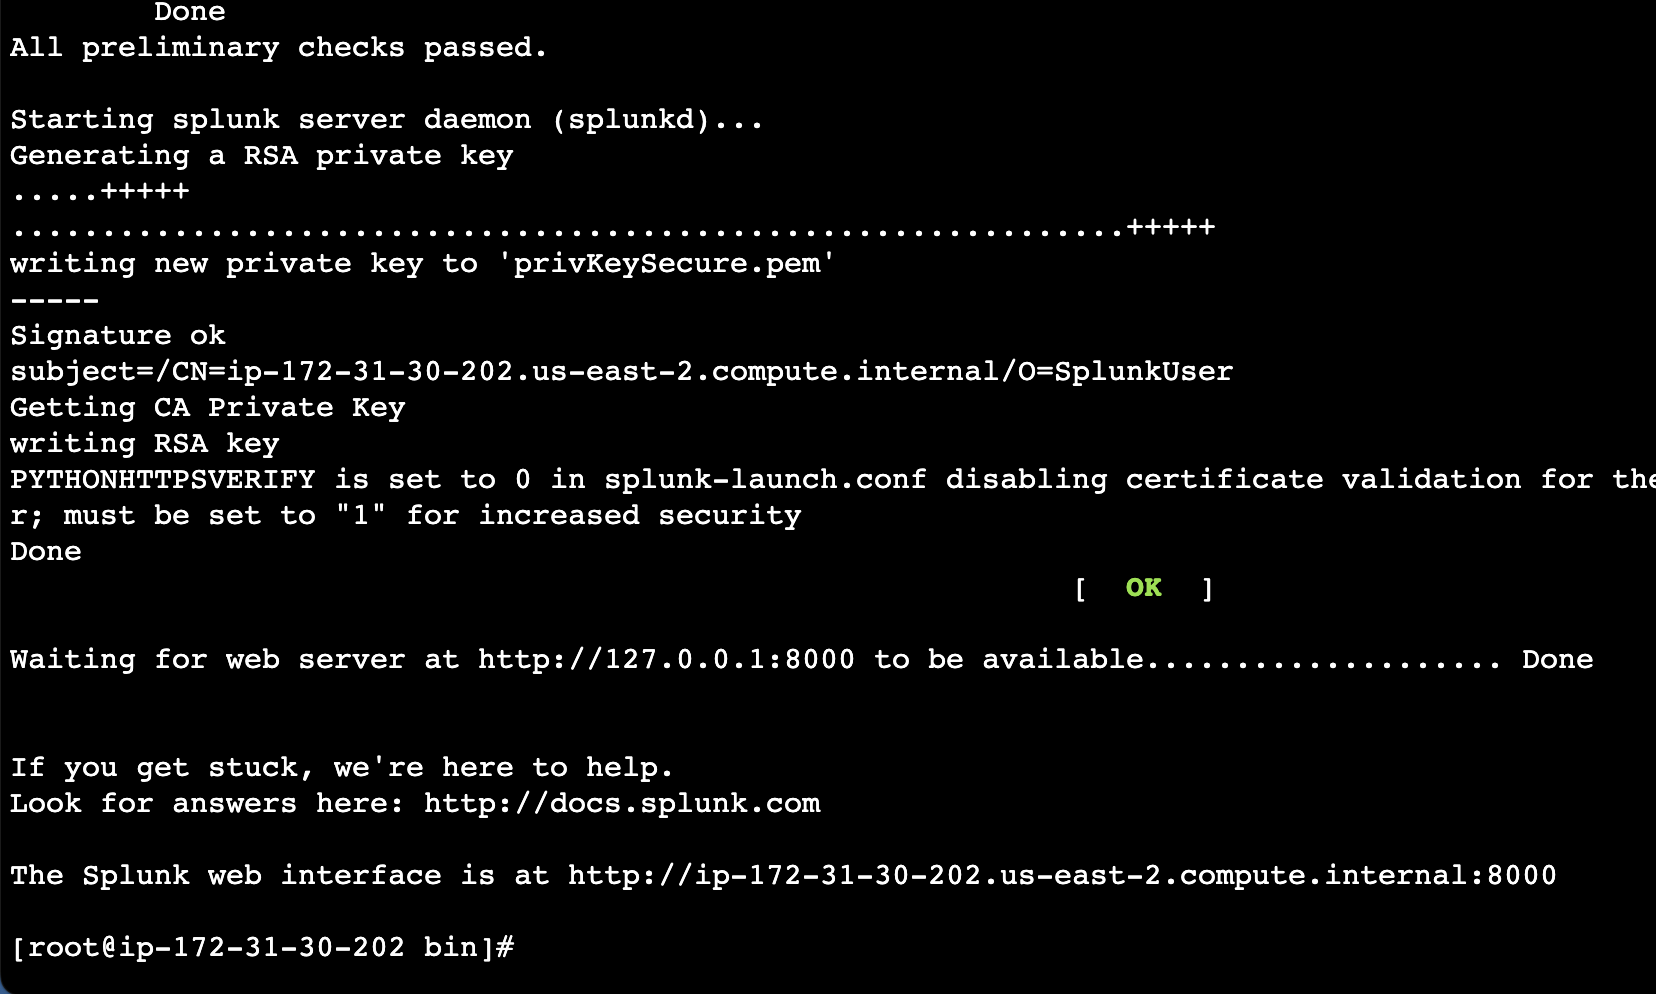 Done
All preliminary checks passed.
Starting splunk server daemon (splunkd)...
Generating a RSA private key
.....+++++
..............................................................+++++
writing new private key to 'privKeySecure.pem'
-----
Signature ok
subject=/CN=ip-172-31-30-202.us-east-2.compute.internal/O=SplunkUser
Getting CA Private Key
writing RSA key
PYTHONHTTPSVERIFY is set to 0 in splunk-launch.conf disabling certificate validation for the
r; must be set to "1" for increased security
Done
[  OK  ]
Waiting for web server at http://127.0.0.1:8000 to be available.................... Done
If you get stuck, we're here to help.
Look for answers here: http://docs.splunk.com
The Splunk web interface is at http://ip-172-31-30-202.us-east-2.compute.internal:8000
[root@ip-172-31-30-202 bin]#